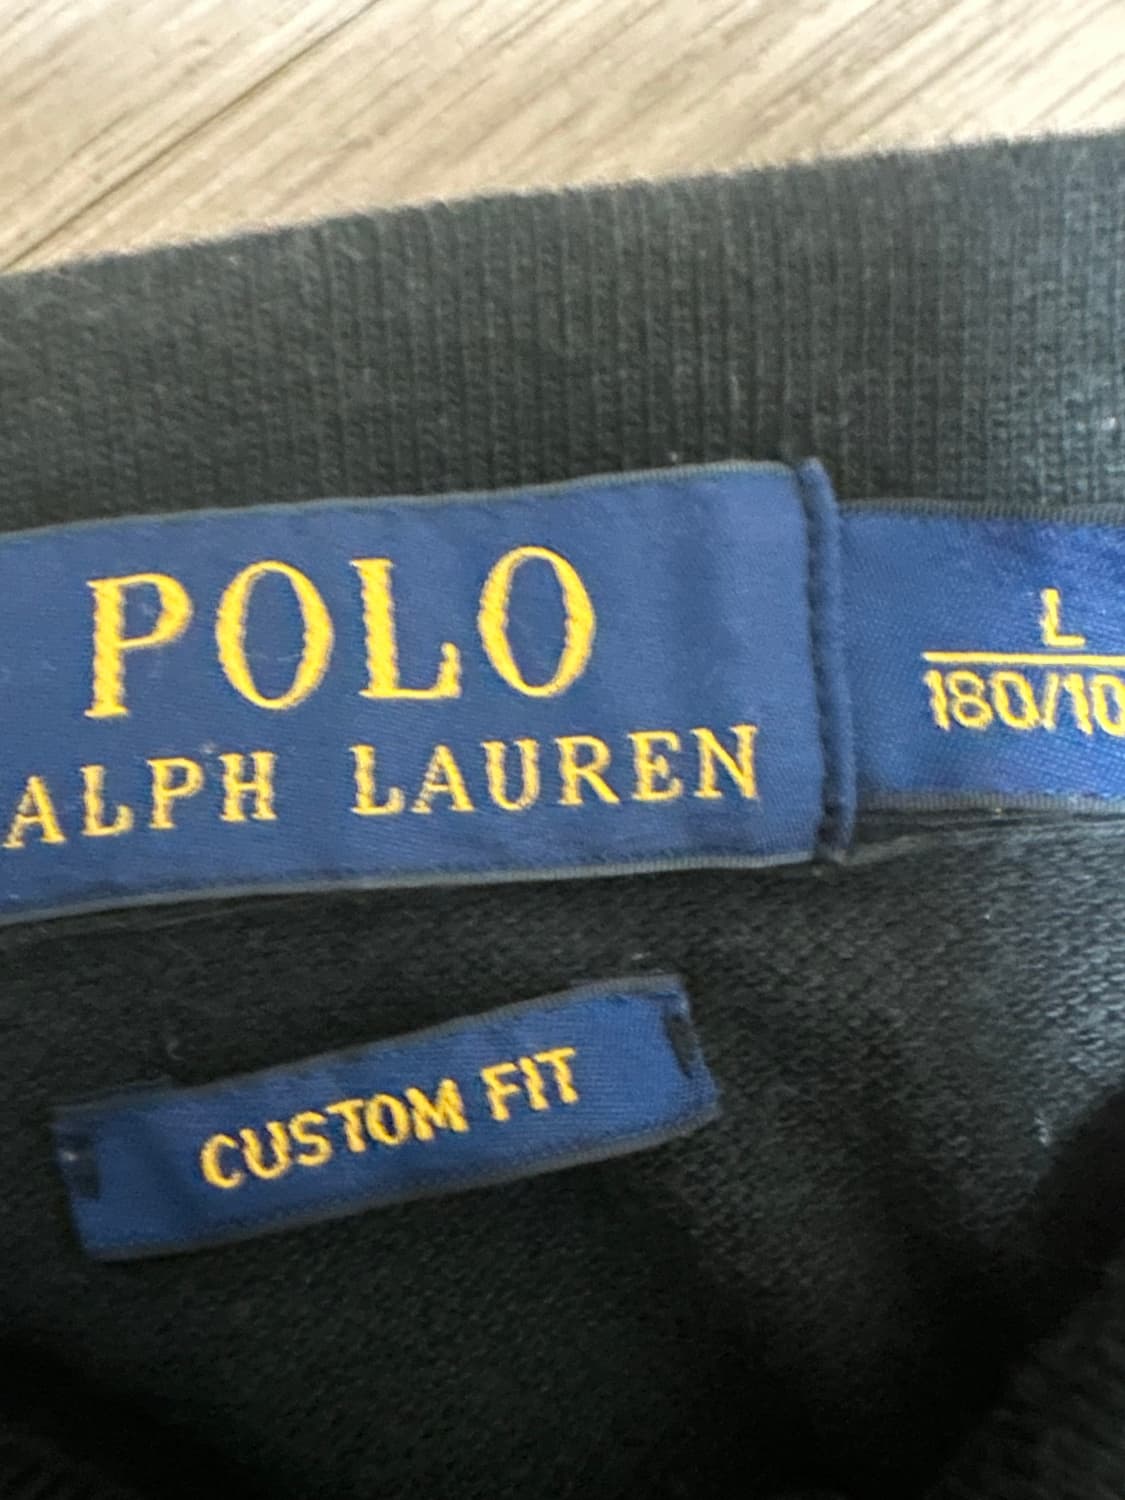 POLO
ALPH LAUREN
L
180/10
CUSTOM FIT